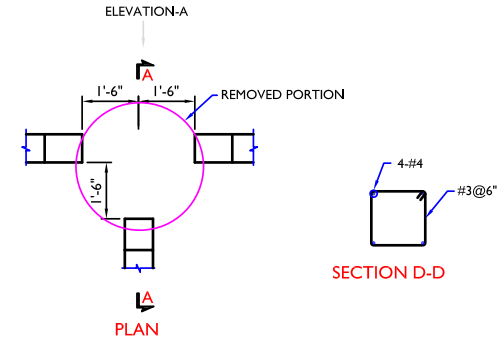 ELEVATION-A
A
1'-6" 1'-6"
REMOVED PORTION
1'-6"
4-#4
#3@6"
SECTION D-D
A
PLAN